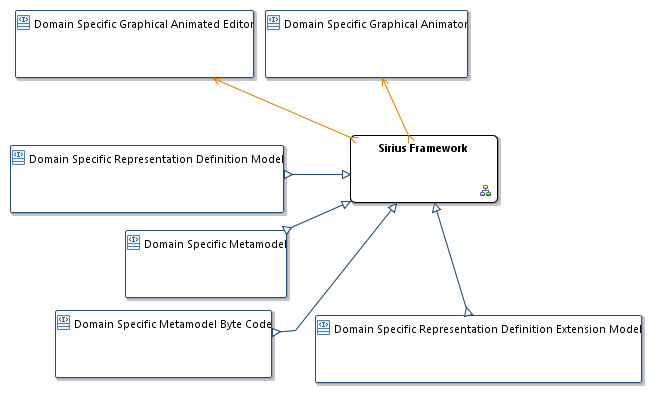 Domain Specific Graphical Animated Editor
Domain Specific Graphical Animator
Sirius Framework
Domain Specific Representation Definition Model
Domain Specific Metamodel
Domain Specific Metamodel Byte Code
Domain Specific Representation Definition Extension Model